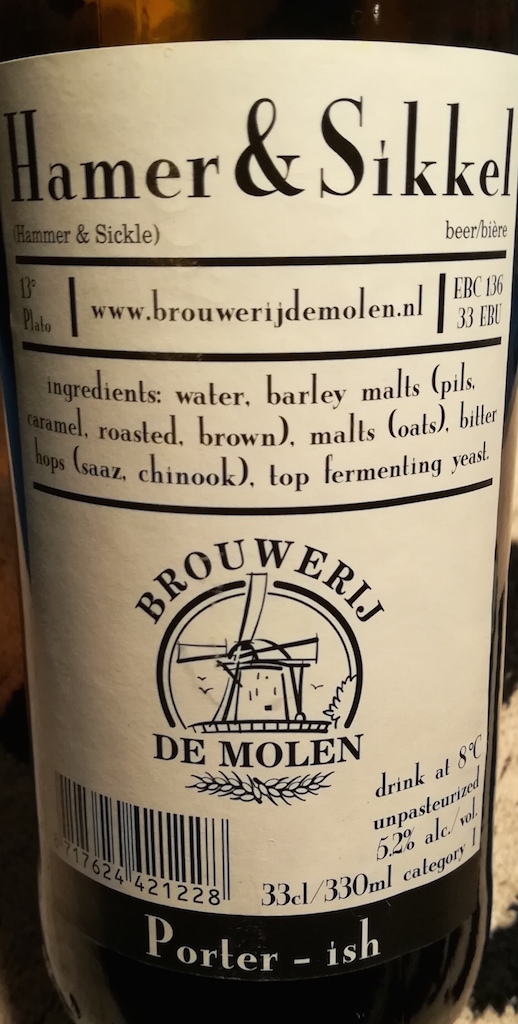 Hamer & Sikkel
(Hammer & Sickle)
beer/bière
13°
Plato
www.brouwerijdemolen.nl
EBC 136
33 EBU
ingredients: water, barley malts (pils,
caramel, roasted, brown), malts (oats), bitter
hops (saaz, chinook), top fermenting yeast.
BROUWERIJ
DE MOLEN
drink at 8°C
unpasteurized
5.2% alc./vol.
33cl/330ml category I
8 717624 421228
Porter - ish